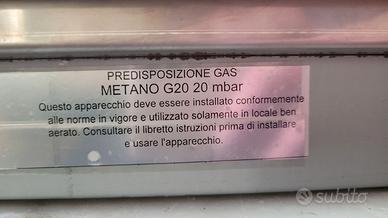 PREDISPOSIZIONE GAS
METANO G20 20 mbar
Questo apparecchio deve essere installato conformemente
alle norme in vigore e utilizzato solamente in locale ben
aerato. Consultare il libretto istruzioni prima di installare
e usare l'apparecchio.
subito